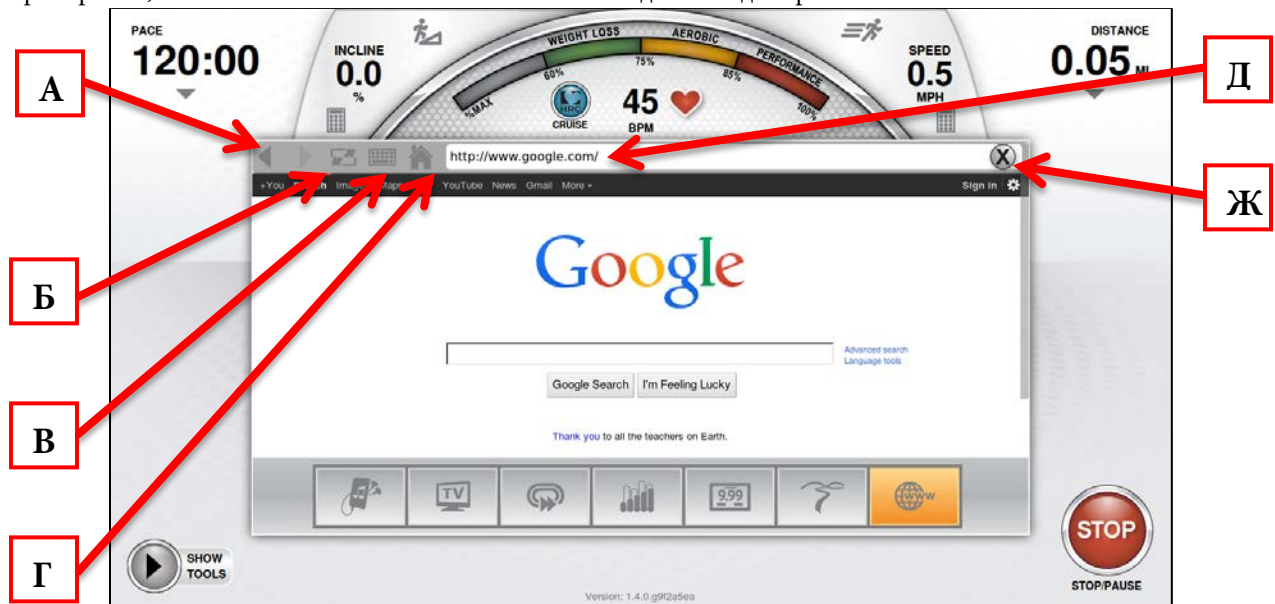 PACE
120:00
INCLINE
0.0
%
WEIGHT LOSS
AEROBIC
PERFORMANCE
%MAX
60%
75%
85%
100%
HRC
CRUISE
45
BPM
SPEED
0.5
MPH
DISTANCE
0.05
А
Д
http://www.google.com/
X
+You
YouTube News Gmail More
Sign in
Ж
Google
Б
Advanced search
Language tools
Google Search
I'm Feeling Lucky
В
Thank you to all the teachers on Earth.
TV
9.99
www
STOP
STOP/PAUSE
SHOW
TOOLS
Г
Version: 1.4.0.g9f2a6ea